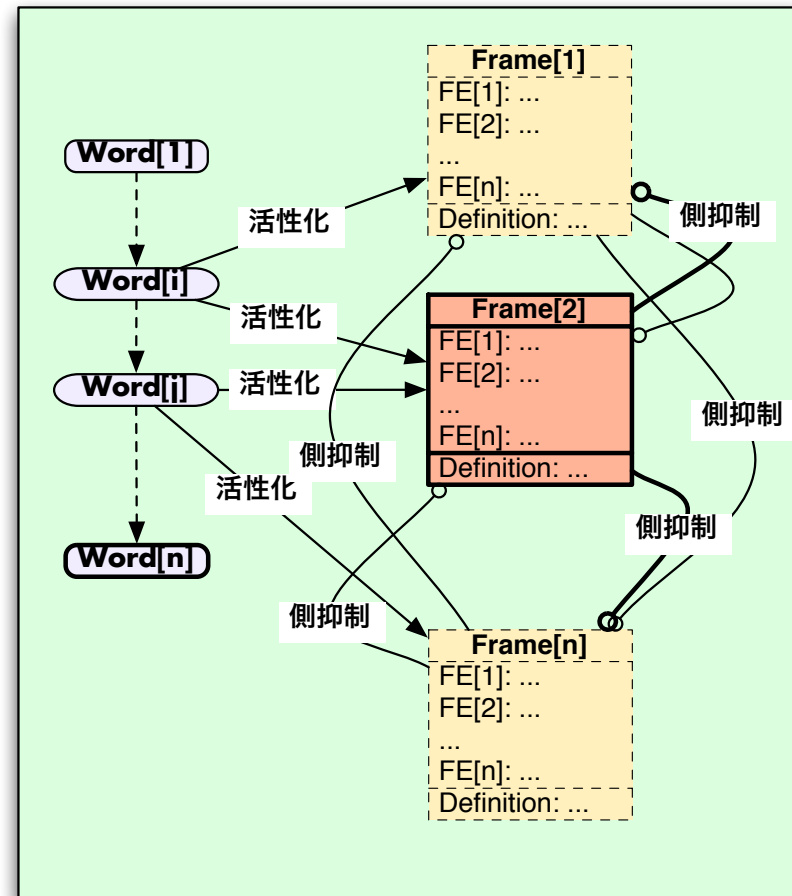 Frame[1]
FE[1]: ...
FE[2]: ...
...
FE[n]: ...
Definition: ...
Word[1]
Word[i]
Word[j]
Word[n]
活性化
活性化
活性化
活性化
側抑制
側抑制
側抑制
側抑制
側抑制
Frame[2]
FE[1]: ...
FE[2]: ...
...
FE[n]: ...
Definition: ...
Frame[n]
FE[1]: ...
FE[2]: ...
...
FE[n]: ...
Definition: ...